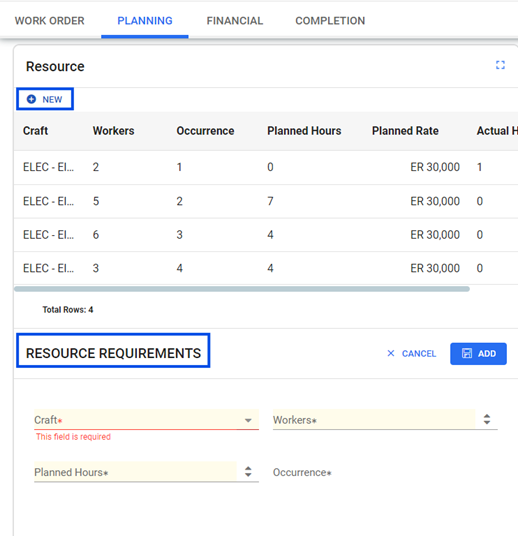 WORK ORDER PLANNING FINANCIAL COMPLETION
Resource
NEW
Craft Workers Occurrence Planned Hours Planned Rate Actual H
ELEC - El... 2 1 0 ER 30,000 1
ELEC - El... 5 2 7 ER 30,000 0
ELEC - El... 6 3 4 ER 30,000 0
ELEC - El... 3 4 4 ER 30,000 0
Total Rows: 4
RESOURCE REQUIREMENTS CANCEL ADD
Craft* Workers*
This field is required
Planned Hours* Occurrence*